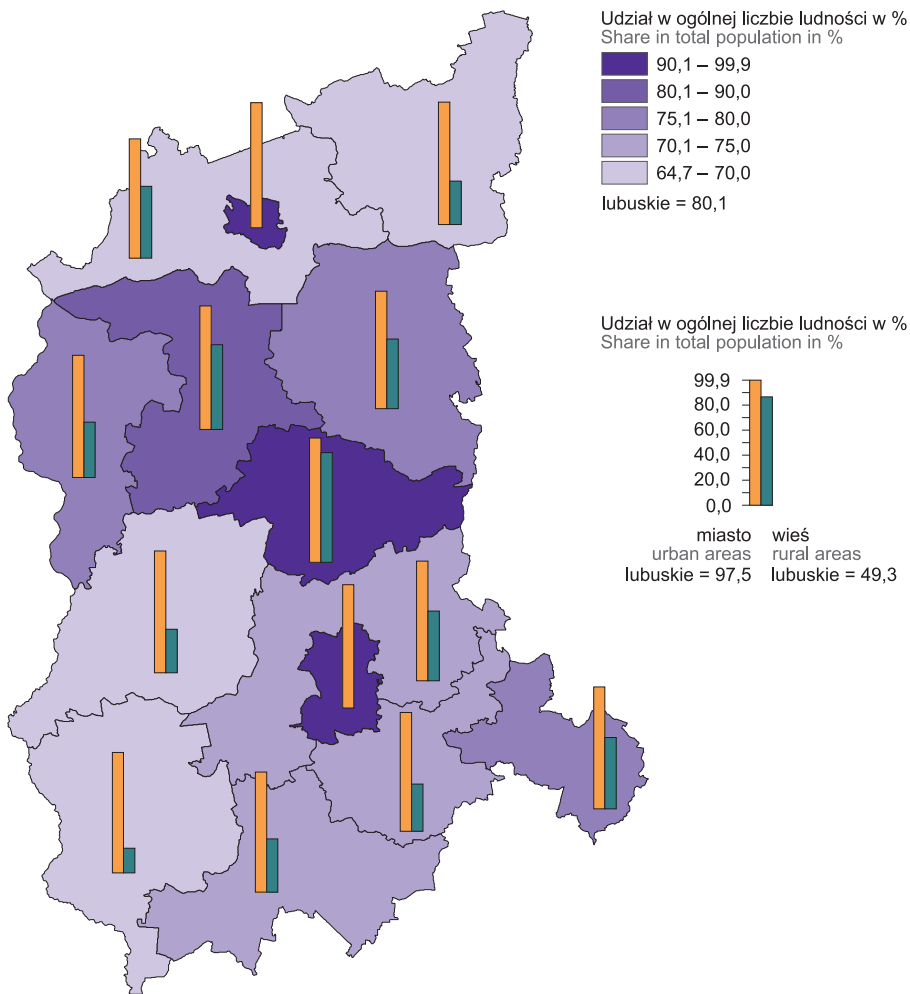 Udział w ogólnej liczbie ludności w %
Share in total population in %
90,1 – 99,9
80,1 – 90,0
75,1 – 80,0
70,1 – 75,0
64,7 – 70,0
lubuskie = 80,1
Udział w ogólnej liczbie ludności w %
Share in total population in %
99,9
80,0
60,0
40,0
20,0
0,0
miasto wieś
urban areas rural areas
lubuskie = 97,5 lubuskie = 49,3